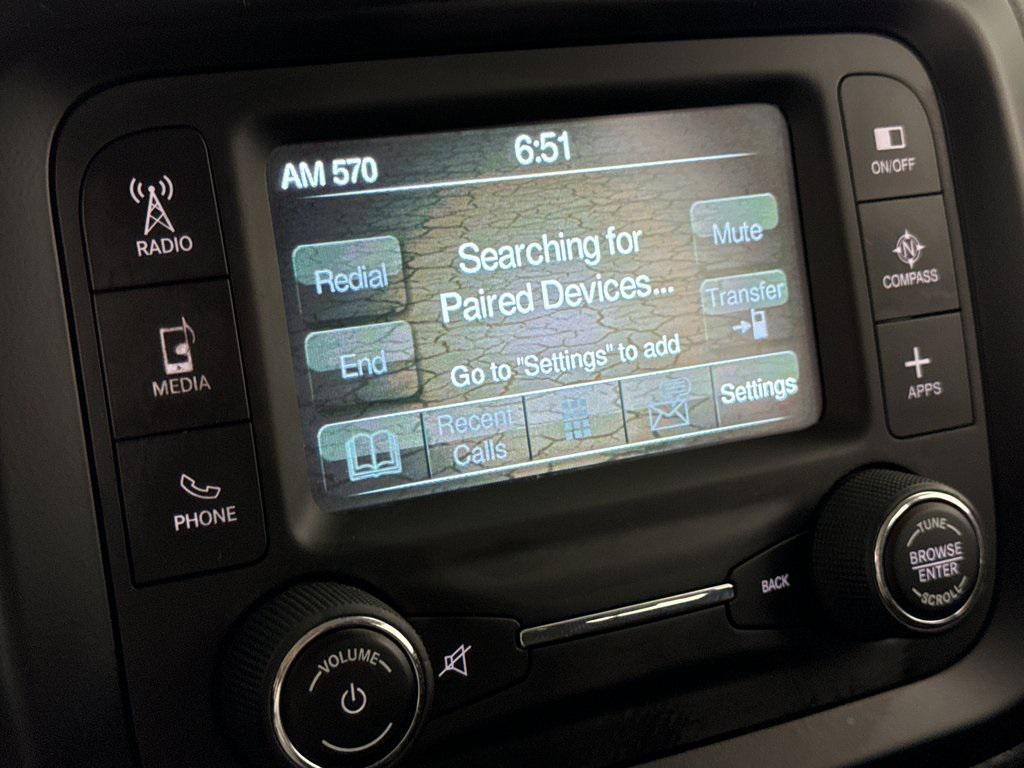 AM 570
6:51
Searching for
Paired Devices...
Go to "Settings" to add
Redial
End
Mute
Transfer
Recent
Calls
Settings
RADIO
MEDIA
PHONE
ON/OFF
N
COMPASS
APPS
VOLUME
BACK
TUNE
BROWSE
ENTER
SCROLL